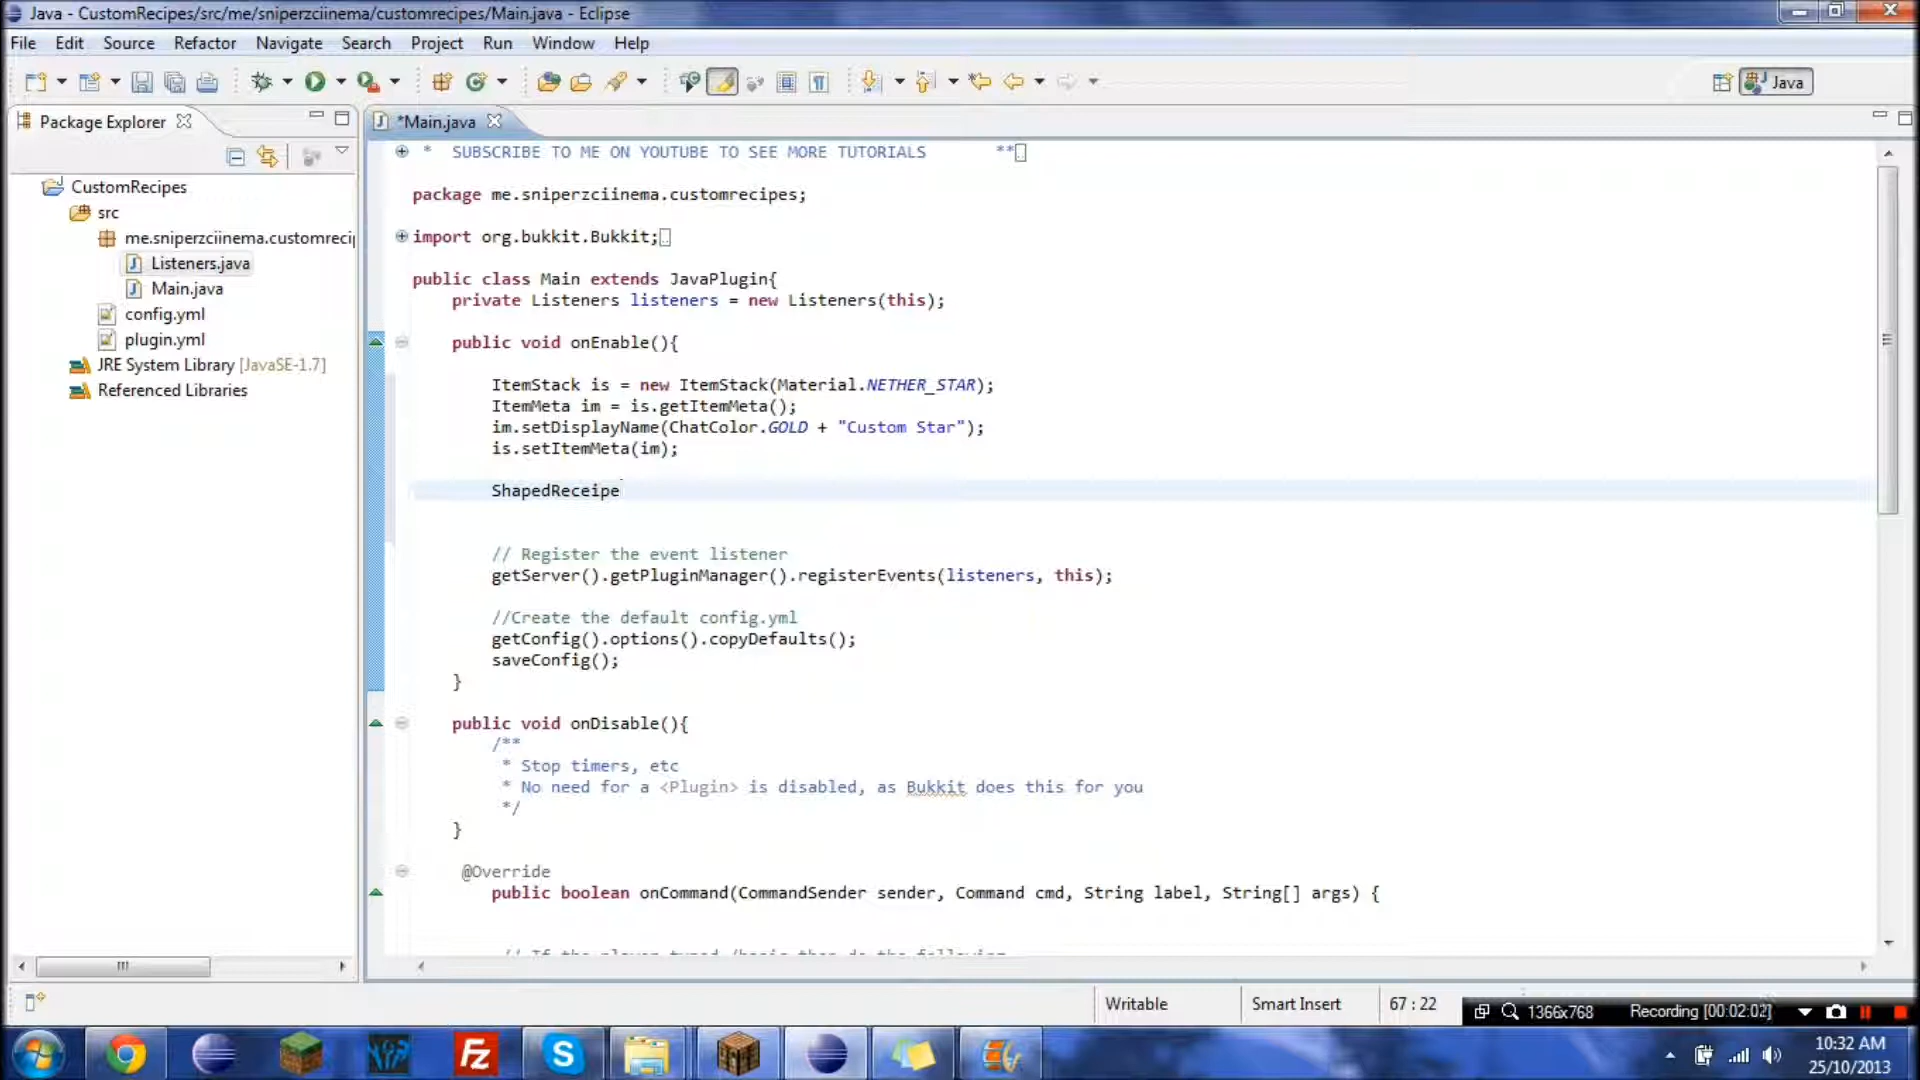 Java - CustomRecipes/src/me/sniperzciinema/customrecipes/Main.java - Eclipse
File Edit Source Refactor Navigate Search Project Run Window Help
Java
Package Explorer
*Main.java
CustomRecipes
src
me.sniperzciinema.customreci
Listeners.java
Main.java
config.yml
plugin.yml
JRE System Library [JavaSE-1.7]
Referenced Libraries
* SUBSCRIBE TO ME ON YOUTUBE TO SEE MORE TUTORIALS **
package me.sniperzciinema.customrecipes;
import org.bukkit.Bukkit;
public class Main extends JavaPlugin{
private Listeners listeners = new Listeners(this);
public void onEnable(){
ItemStack is = new ItemStack(Material.NETHER_STAR);
ItemMeta im = is.getItemMeta();
im.setDisplayName(ChatColor.GOLD + "Custom Star");
is.setItemMeta(im);
ShapedReceipe
// Register the event listener
getServer().getPluginManager().registerEvents(listeners, this);
//Create the default config.yml
getConfig().options().copyDefaults();
saveConfig();
}
public void onDisable(){
/**
* Stop timers, etc
* No need for a <Plugin> is disabled, as Bukkit does this for you
*/
}
@Override
public boolean onCommand(CommandSender sender, Command cmd, String label, String[] args) {
Writable
Smart Insert
67 : 22
1366x768
Recording [00:02:02]
10:32 AM
25/10/2013